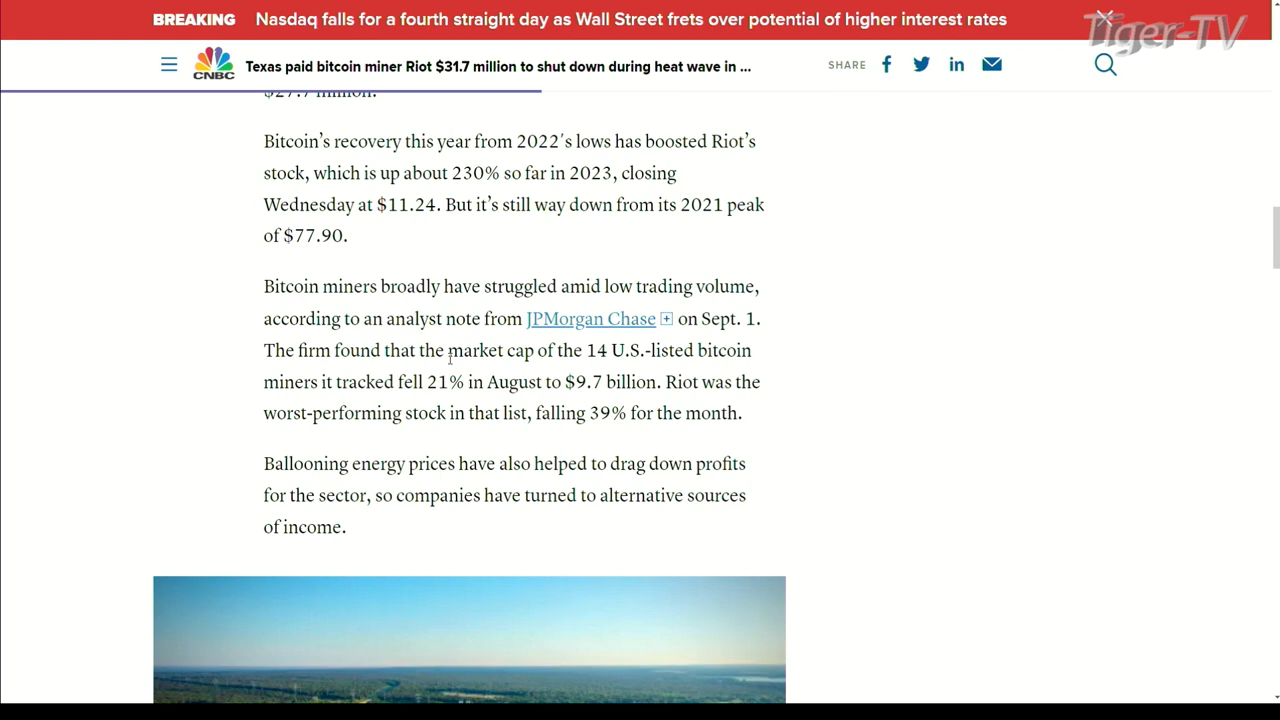 BREAKING Nasdaq falls for a fourth straight day as Wall Street frets over potential of higher interest rates
Tiger-TV
CNBC
Texas paid bitcoin miner Riot $31.7 million to shut down during heat wave in ...
SHARE
$27.7 million.
Bitcoin’s recovery this year from 2022′s lows has boosted Riot’s
stock, which is up about 230% so far in 2023, closing
Wednesday at $11.24. But it’s still way down from its 2021 peak
of $77.90.
Bitcoin miners broadly have struggled amid low trading volume,
according to an analyst note from JPMorgan Chase on Sept. 1.
The firm found that the market cap of the 14 U.S.-listed bitcoin
miners it tracked fell 21% in August to $9.7 billion. Riot was the
worst-performing stock in that list, falling 39% for the month.
Ballooning energy prices have also helped to drag down profits
for the sector, so companies have turned to alternative sources
of income.